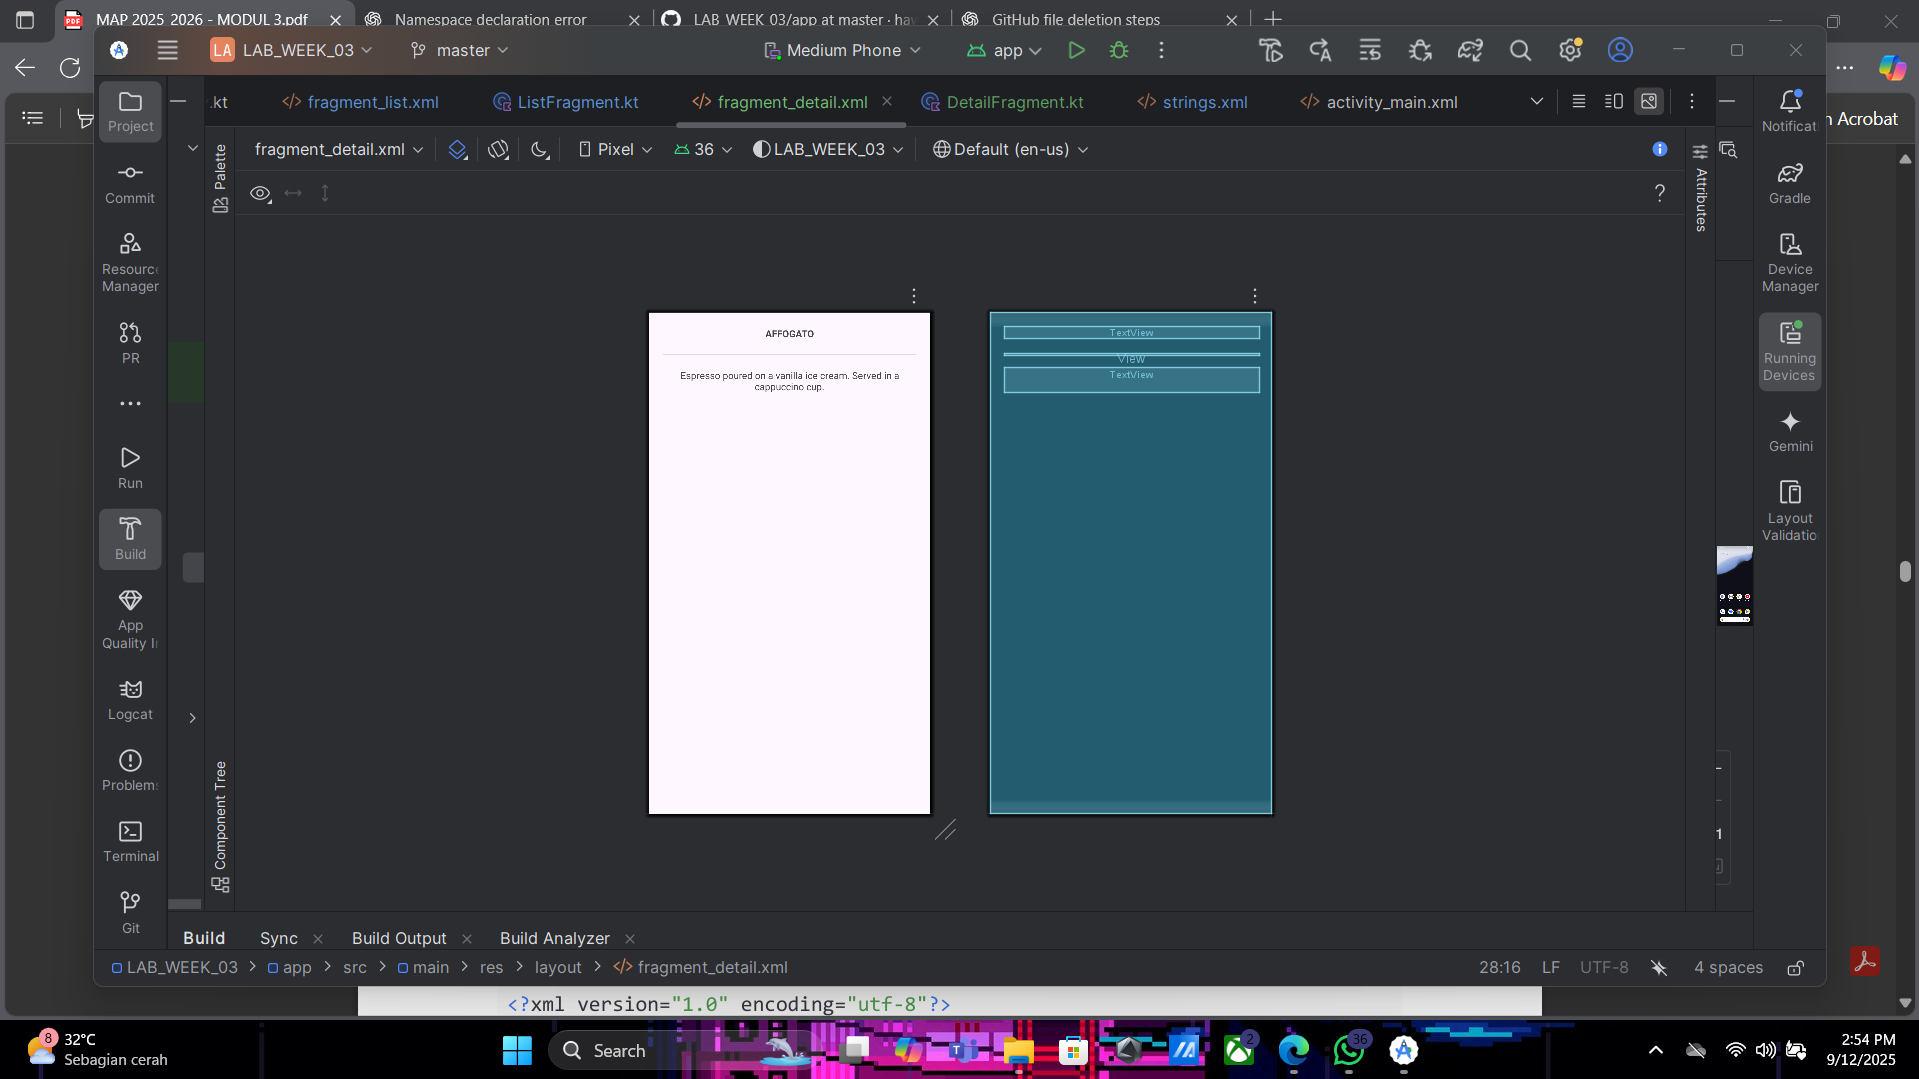 MAP 2025_2026 - MODUL 3.pdf
Namespace declaration error
LAB_WEEK_03/app at master · hav
GitHub file deletion steps
LA LAB_WEEK_03
master
Medium Phone
app
.kt
fragment_list.xml
ListFragment.kt
fragment_detail.xml
DetailFragment.kt
strings.xml
activity_main.xml
n Acrobat
fragment_detail.xml
Pixel
36
LAB_WEEK_03
Default (en-us)
Project
Commit
Resource
Manager
PR
Run
Build
App
Quality In
Logcat
Problems
Terminal
Git
Palette
Component Tree
Attributes
AFFOGATO
Espresso poured on a vanilla ice cream. Served in a
cappuccino cup.
TextView
View
TextView
Notificat
Gradle
Device
Manager
Running
Devices
Gemini
Layout
Validatio
1
Build
Sync
Build Output
Build Analyzer
LAB_WEEK_03 > app > src > main > res > layout > fragment_detail.xml
28:16
LF
UTF-8
4 spaces
<?xml version="1.0" encoding="utf-8"?>
8
32°C
Sebagian cerah
Search
2
36
2:54 PM
9/12/2025